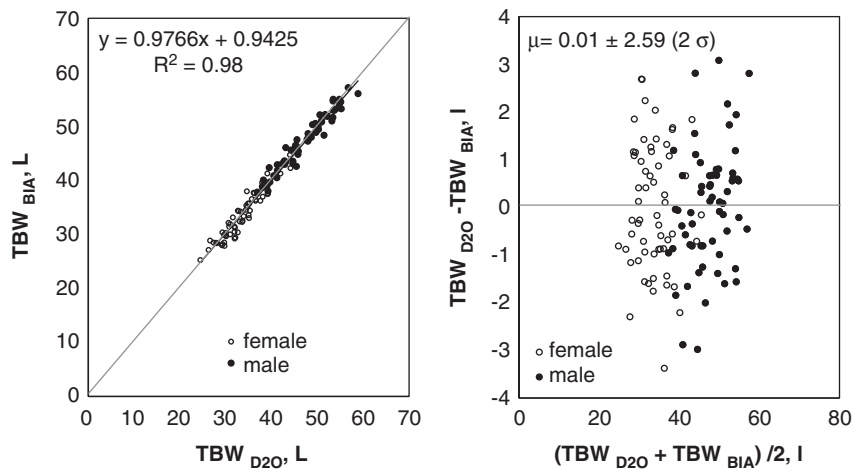 y = 0.9766x + 0.9425
R² = 0.98
70
60
50
40
30
20
10
0
TBW BIA, L
female
male
0 10 20 30 40 50 60 70
TBW D2O, L
μ= 0.01 ± 2.59 (2 σ)
4
3
2
1
0
-1
-2
-3
-4
TBW D2O -TBW BIA, l
female
male
0 20 40 60 80
(TBW D2O + TBW BIA) /2, l